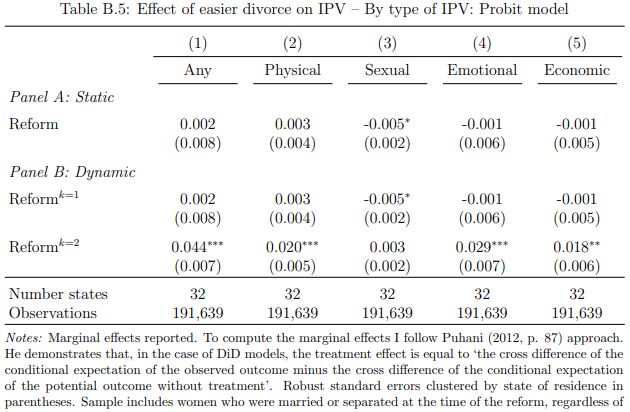 Table B.5: Effect of easier divorce on IPV – By type of IPV: Probit model
(1) (2) (3) (4) (5)
Any Physical Sexual Emotional Economic
Panel A: Static
Reform 0.002 0.003 -0.005* -0.001 -0.001
(0.008) (0.004) (0.002) (0.006) (0.005)
Panel B: Dynamic
Reform^k=1 0.002 0.003 -0.005* -0.001 -0.001
(0.008) (0.004) (0.002) (0.006) (0.005)
Reform^k=2 0.044*** 0.020*** 0.003 0.029*** 0.018**
(0.007) (0.005) (0.002) (0.007) (0.006)
Number states 32 32 32 32 32
Observations 191,639 191,639 191,639 191,639 191,639
Notes: Marginal effects reported. To compute the marginal effects I follow Puhani (2012, p. 87) approach.
He demonstrates that, in the case of DiD models, the treatment effect is equal to ‘the cross difference of the
conditional expectation of the observed outcome minus the cross difference of the conditional expectation
of the potential outcome without treatment’. Robust standard errors clustered by state of residence in
parentheses. Sample includes women who were married or separated at the time of the reform, regardless of